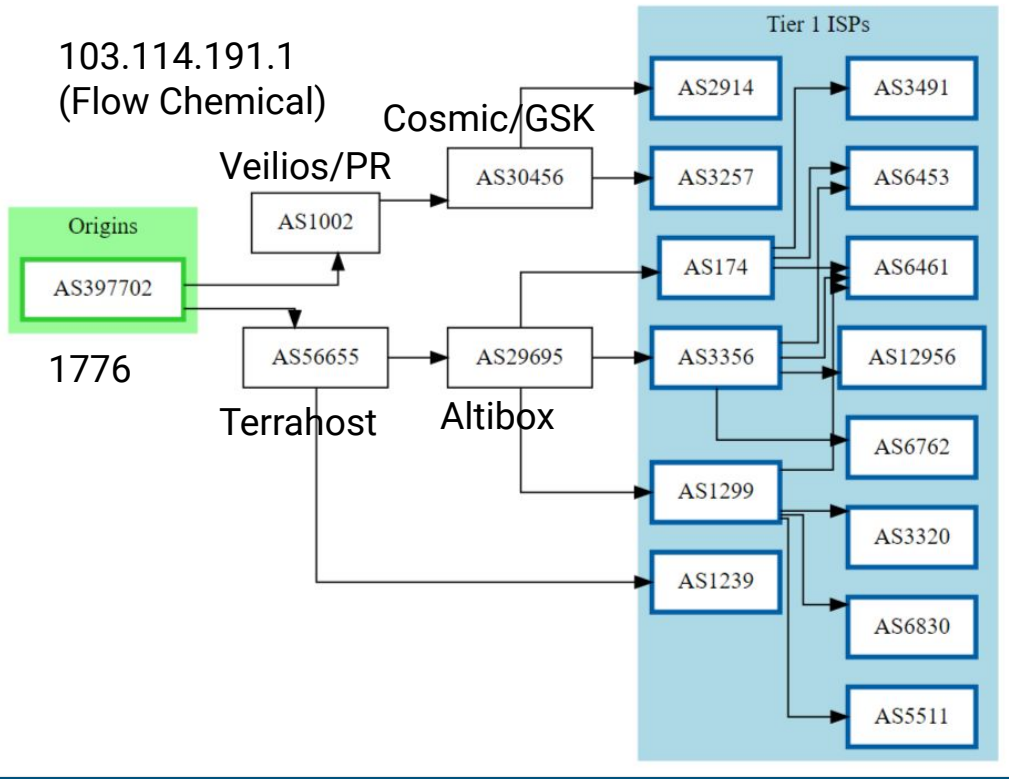 103.114.191.1
(Flow Chemical)
Tier 1 ISPs
AS2914
AS3491
Cosmic/GSK
Veilios/PR
AS30456
AS3257
AS6453
AS1002
Origins
AS397702
AS174
AS6461
1776
AS56655
AS29695
AS3356
AS12956
Terrahost
Altibox
AS6762
AS1299
AS3320
AS1239
AS6830
AS5511